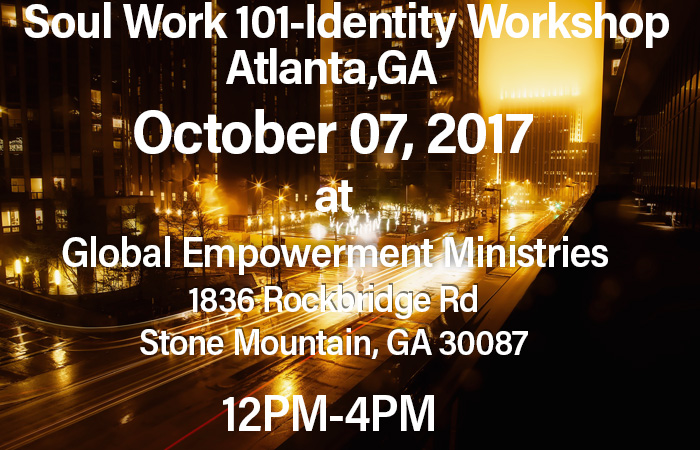 Soul Work 101-Identity Workshop
Atlanta,GA
October 07, 2017
at
Global Empowerment Ministries
1836 Rockbridge Rd
Stone Mountain, GA 30087
12PM-4PM